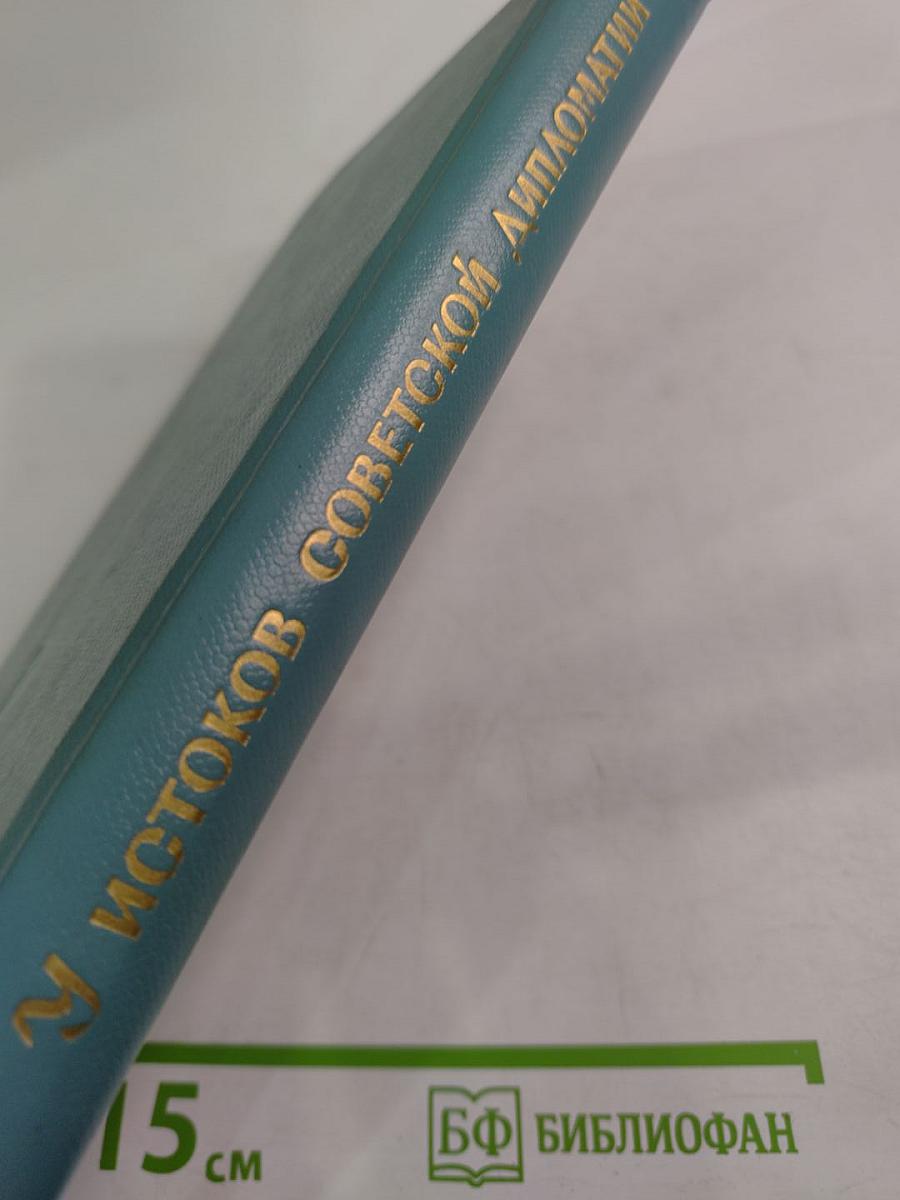 У ИСТОКОВ СОВЕТСКОЙ ДИПЛОМАТИИ
15 см
БФ БИБЛИОФАН